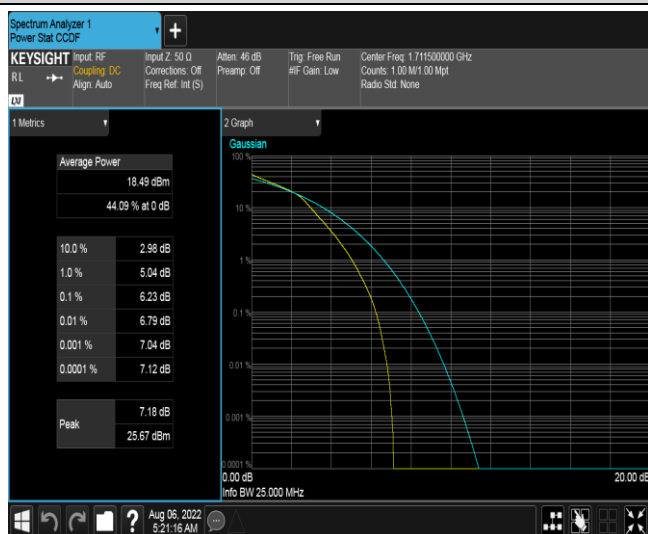 Spectrum Analyzer 1
Power Stat CCDF
+
KEYSIGHT
RL
LXI
Input: RF
Coupling: DC
Align: Auto
Input Z: 50 Ω
Corrections: Off
Freq Ref: Int (S)
Atten: 46 dB
Preamp: Off
Trig: Free Run
#IF Gain: Low
Center Freq: 1.711500000 GHz
Counts: 1.00 M/1.00 Mpt
Radio Std: None
1 Metrics
Average Power
18.49 dBm
44.09 % at 0 dB
10.0 % 2.98 dB
1.0 % 5.04 dB
0.1 % 6.23 dB
0.01 % 6.79 dB
0.001 % 7.04 dB
0.0001 % 7.12 dB
Peak
7.18 dB
25.67 dBm
2 Graph
Gaussian
100 %
10 %
1 %
0.1 %
0.01 %
0.001 %
0.0001 %
0.00 dB 20.00 dB
Info BW 25.000 MHz
?
Aug 06, 2022
5:21:16 AM